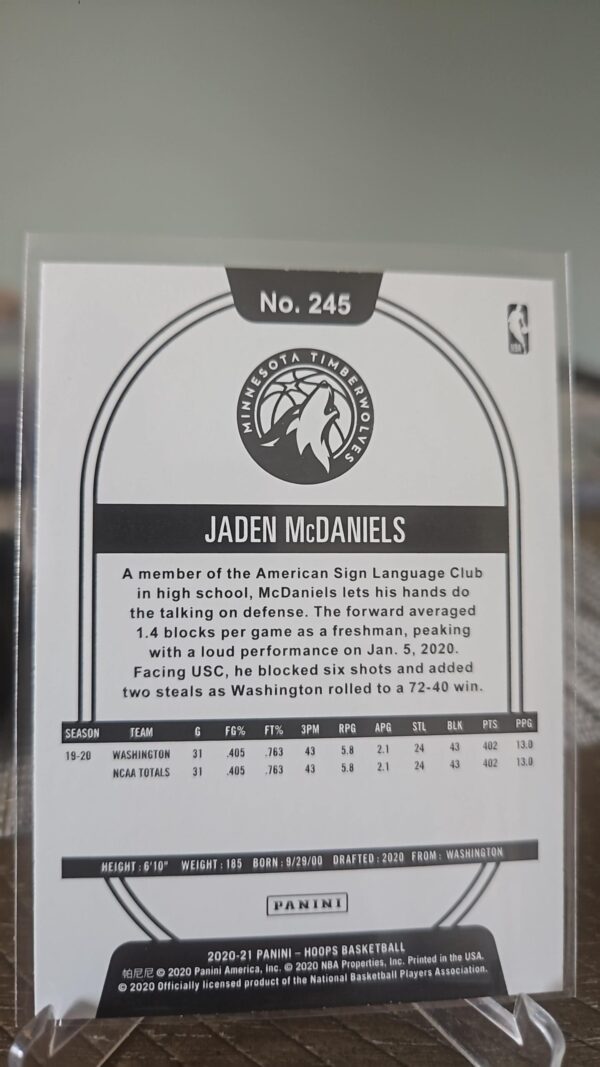 No. 245
NBA
MINNESOTA TIMBERWOLVES
JADEN McDANIELS
A member of the American Sign Language Club
in high school, McDaniels lets his hands do
the talking on defense. The forward averaged
1.4 blocks per game as a freshman, peaking
with a loud performance on Jan. 5, 2020.
Facing USC, he blocked six shots and added
two steals as Washington rolled to a 72-40 win.
SEASON TEAM G FG% FT% 3PM RPG APG STL BLK PTS PPG
19-20 WASHINGTON 31 .405 .763 43 5.8 2.1 24 43 402 13.0
NCAA TOTALS 31 .405 .763 43 5.8 2.1 24 43 402 13.0
HEIGHT: 6'10" WEIGHT: 185 BORN: 9/29/00 DRAFTED: 2020 FROM: WASHINGTON
PANINI
2020-21 PANINI – HOOPS BASKETBALL
帕尼尼 © 2020 Panini America, Inc. © 2020 NBA Properties, Inc. Printed in the USA.
© 2020 Officially licensed product of the National Basketball Players Association.